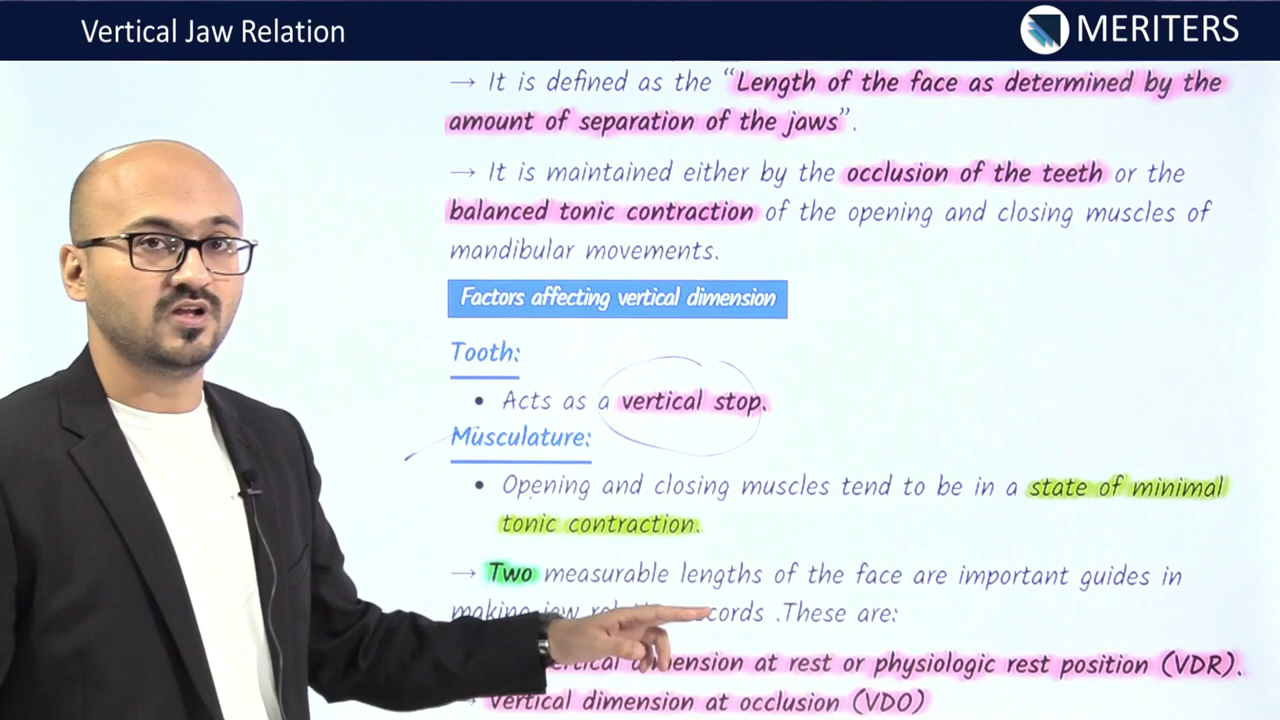 Vertical Jaw Relation
MERITERS
→ It is defined as the “Length of the face as determined by the
amount of separation of the jaws”.
→ It is maintained either by the occlusion of the teeth or the
balanced tonic contraction of the opening and closing muscles of
mandibular movements.
Factors affecting vertical dimension
Tooth:
• Acts as a vertical stop.
Musculature:
• Opening and closing muscles tend to be in a state of minimal
tonic contraction.
→ Two measurable lengths of the face are important guides in
making jaw .These are:
dimension at rest or physiologic rest position (VDR).
Vertical dimension at occlusion (VDO)